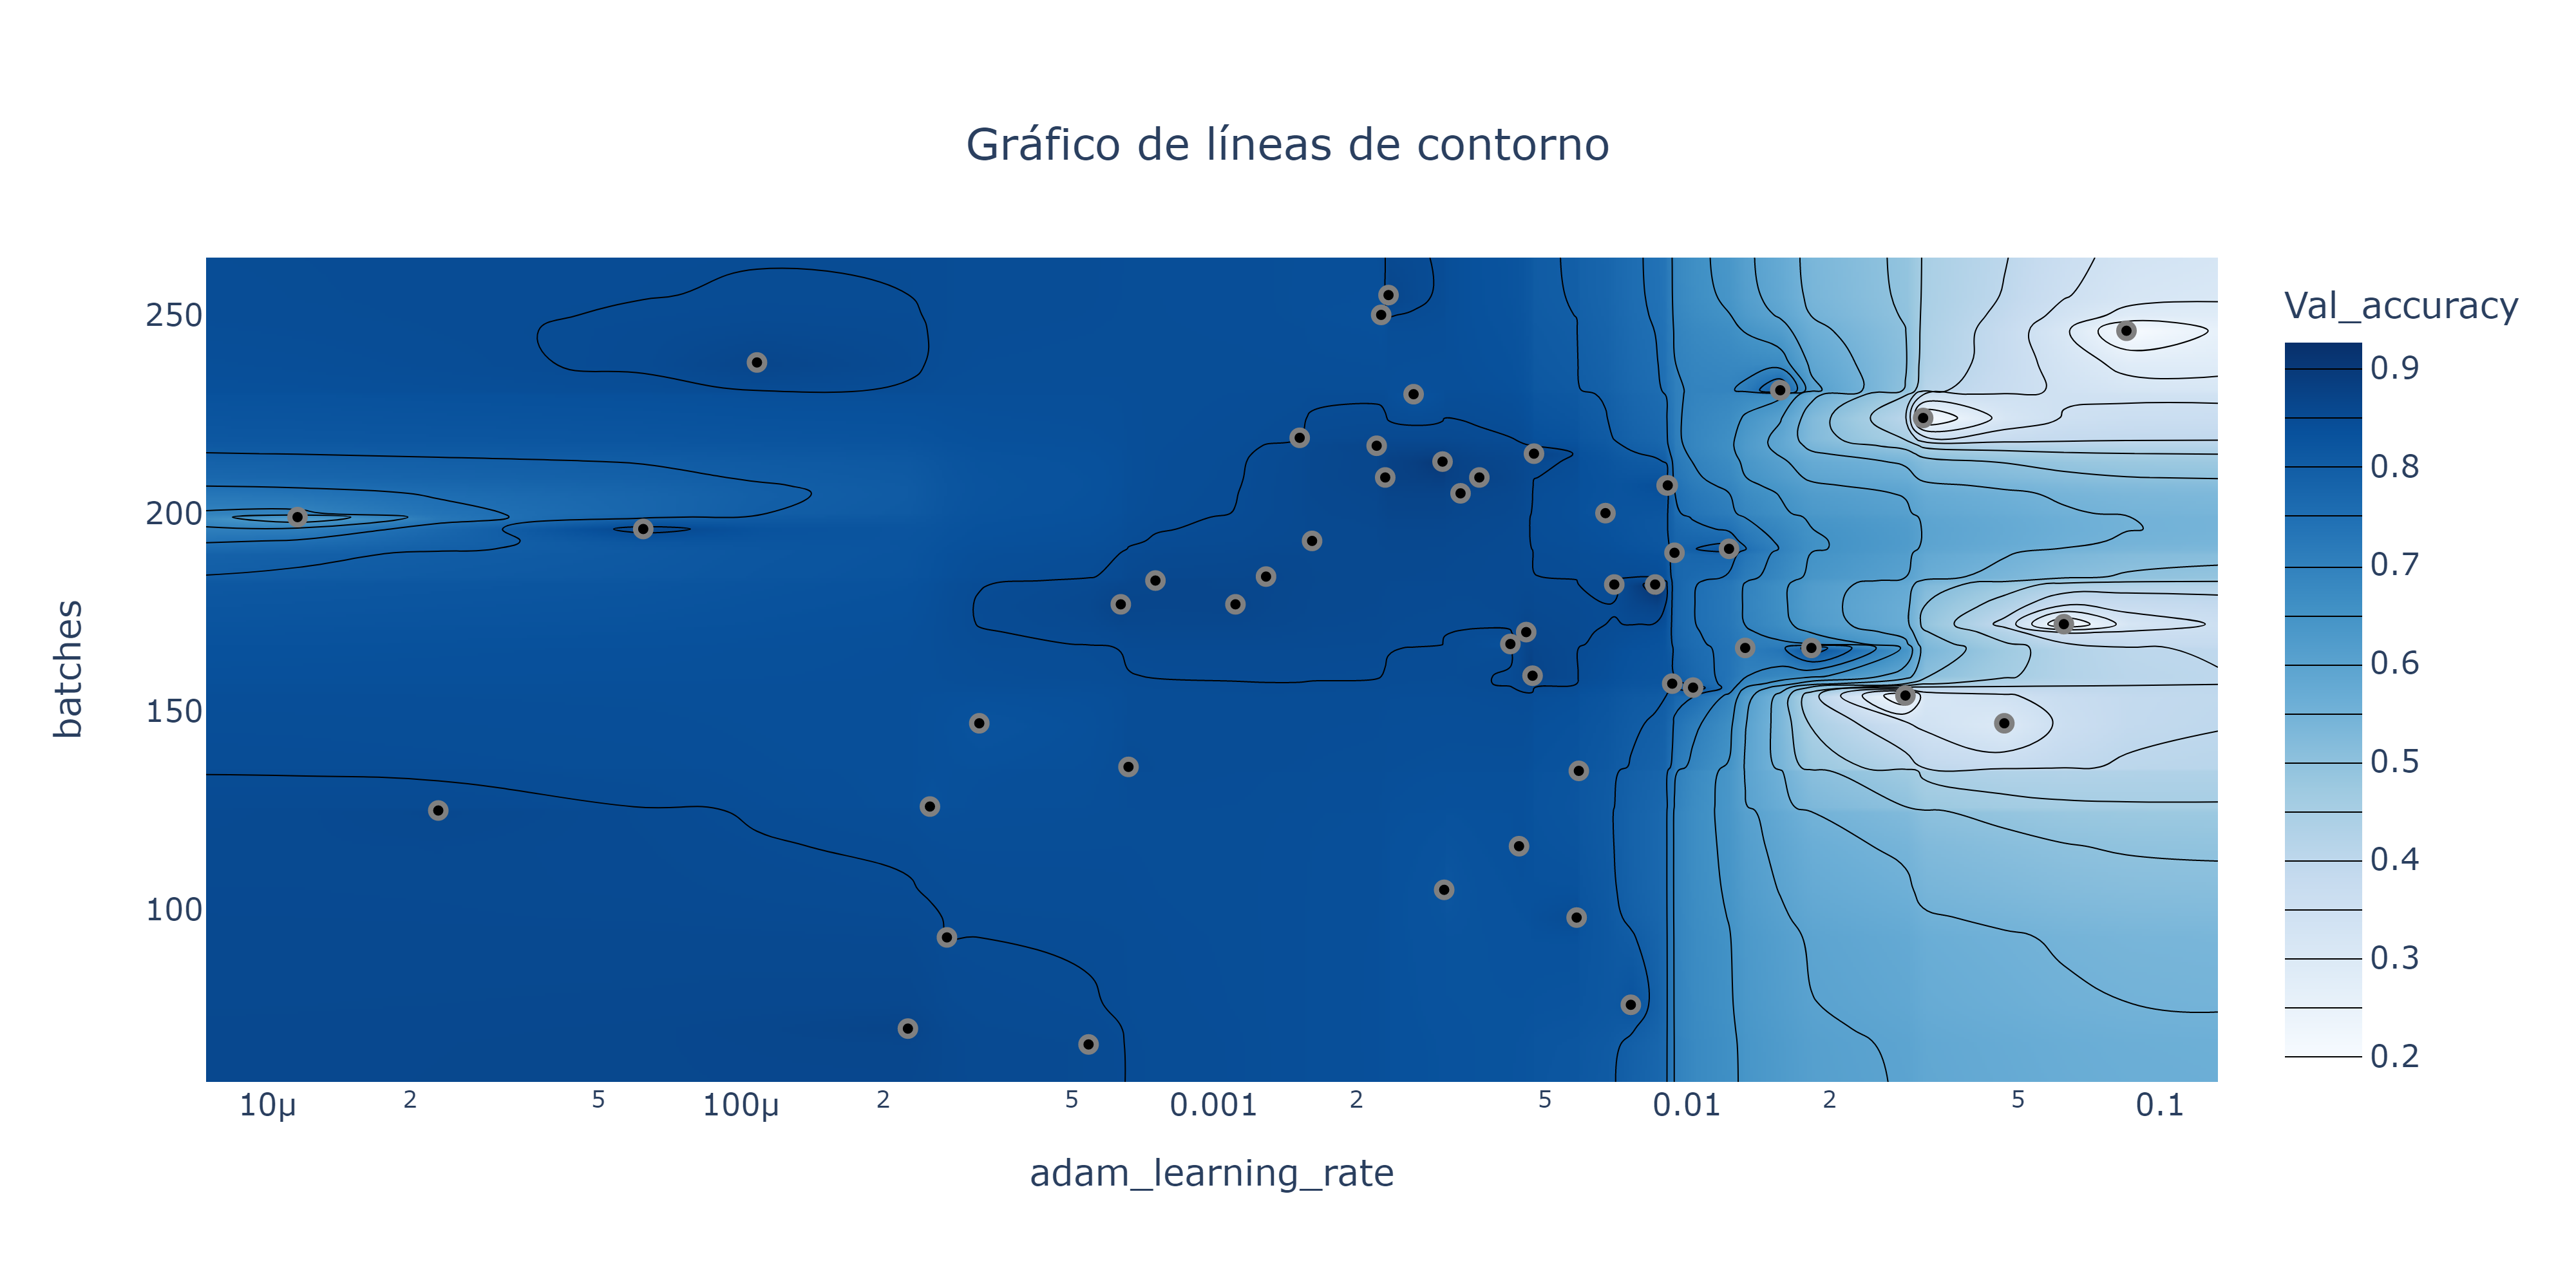 Gráfico de líneas de contorno
Val_accuracy
250
200
150
100
batches
0.9
0.8
0.7
0.6
0.5
0.4
0.3
0.2
10μ 2 5 100μ 2 5 0.001 2 5 0.01 2 5 0.1
adam_learning_rate